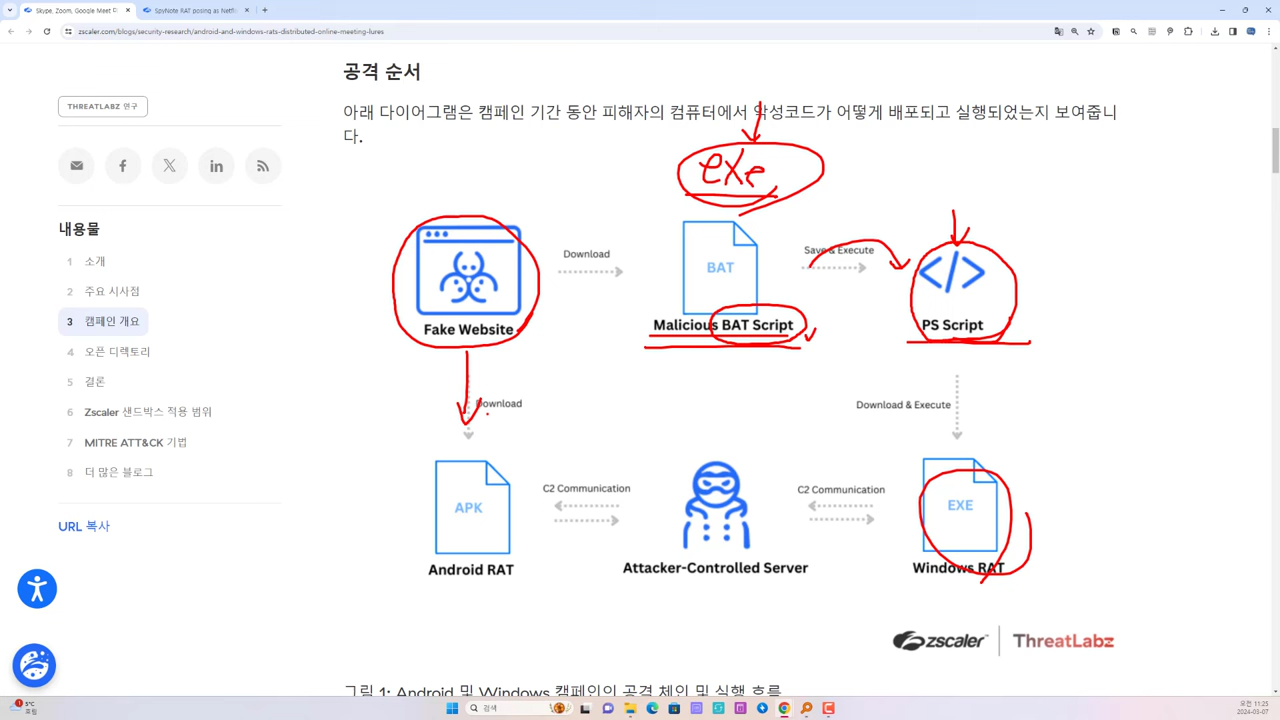 Skype, Zoom, Google Meet 피
SpyNote RAT posing as Netfl
zscaler.com/blogs/security-research/android-and-windows-rats-distributed-online-meeting-lures
THREATLABZ 연구
내용물
1 소개
2 주요 시사점
3 캠페인 개요
4 오픈 디렉토리
5 결론
6 Zscaler 샌드박스 적용 범위
7 MITRE ATT&CK 기법
8 더 많은 블로그
URL 복사
공격 순서
아래 다이어그램은 캠페인 기간 동안 피해자의 컴퓨터에서 악성코드가 어떻게 배포되고 실행되었는지 보여줍니
다.
exe
Download
BAT
Save & Execute
Fake Website
Malicious BAT Script
PS Script
Download
Download & Execute
APK
C2 Communication
C2 Communication
EXE
Android RAT
Attacker-Controlled Server
Windows RAT
zscaler
ThreatLabz
그림 1: Android 및 Windows 캠페인의 공격 체인 및 실행 흐름
5°C
흐림
검색
오전 11:25
2024-03-07